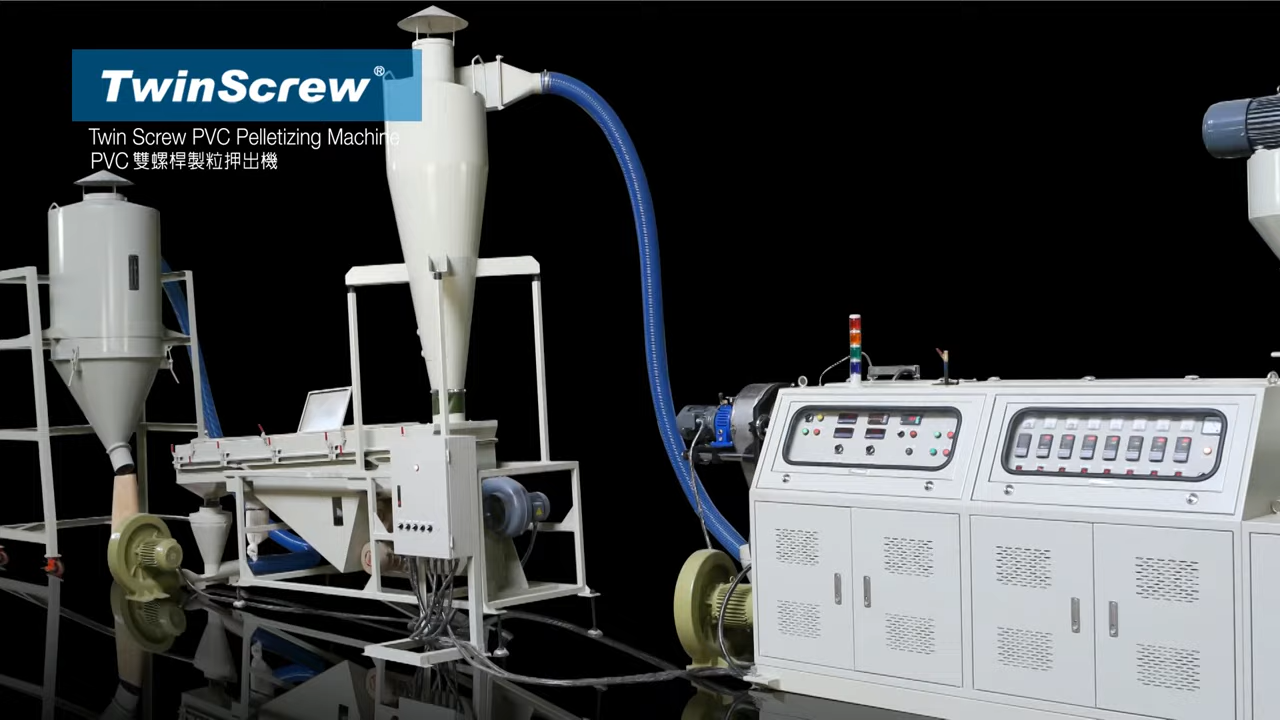 TwinScrew®
Twin Screw PVC Pelletizing Machine
PVC 雙螺桿製粒押出機